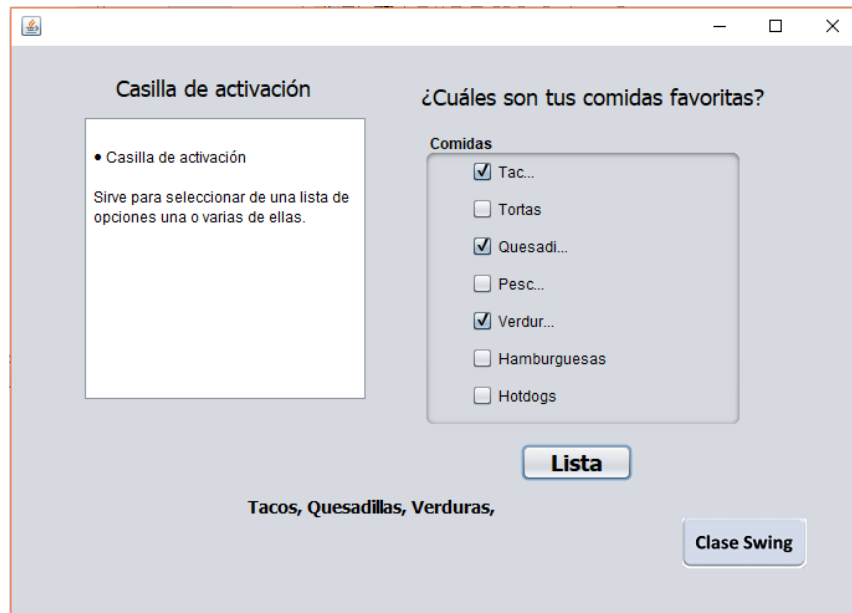 Casilla de activación
• Casilla de activación
Sirve para seleccionar de una lista de
opciones una o varias de ellas.
¿Cuáles son tus comidas favoritas?
Comidas
Tac...
Tortas
Quesadi...
Pesc...
Verdur...
Hamburguesas
Hotdogs
Lista
Tacos, Quesadillas, Verduras,
Clase Swing